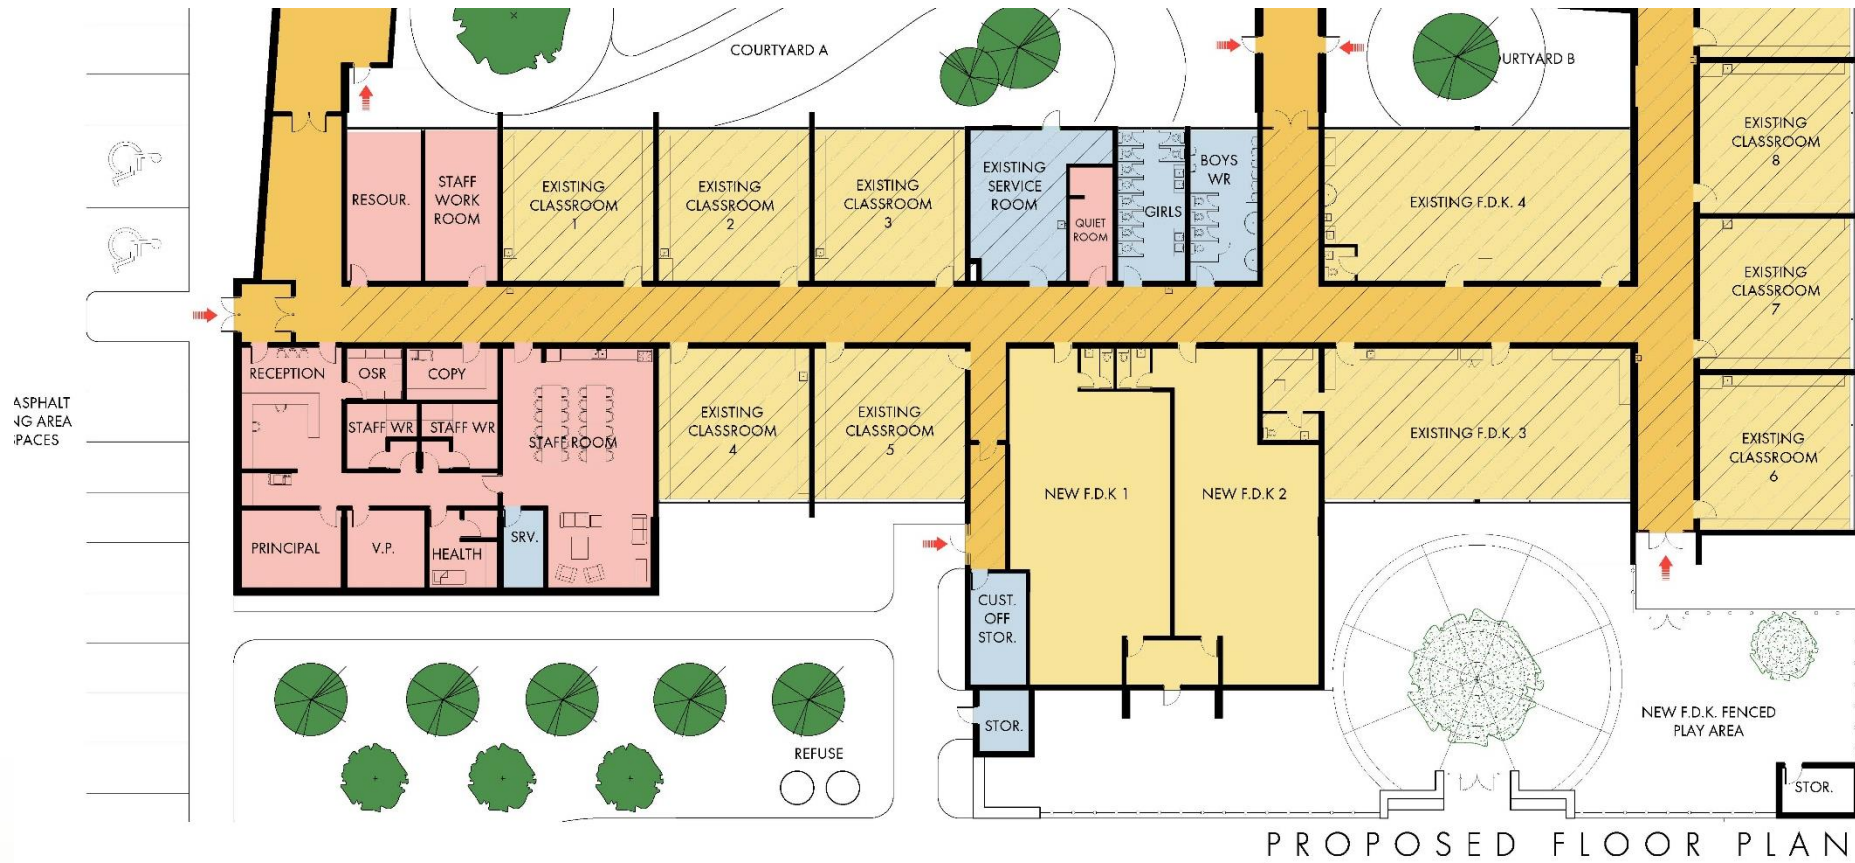 COURTYARD A
URTYARD B
RESOUR.
STAFF
WORK
ROOM
EXISTING
CLASSROOM
1
EXISTING
CLASSROOM
2
EXISTING
CLASSROOM
3
EXISTING
SERVICE
ROOM
QUIET
ROOM
GIRLS
BOYS
WR
EXISTING F.D.K. 4
EXISTING
CLASSROOM
8
EXISTING
CLASSROOM
7
EXISTING
CLASSROOM
6
ASPHALT
NG AREA
SPACES
RECEPTION
OSR
COPY
STAFF WR
STAFF WR
STAFF ROOM
EXISTING
CLASSROOM
4
EXISTING
CLASSROOM
5
NEW F.D.K 1
NEW F.D.K 2
EXISTING F.D.K. 3
PRINCIPAL
V.P.
HEALTH
SRV.
CUST.
OFF
STOR.
STOR.
REFUSE
NEW F.D.K. FENCED
PLAY AREA
STOR.
PROPOSED FLOOR PLAN